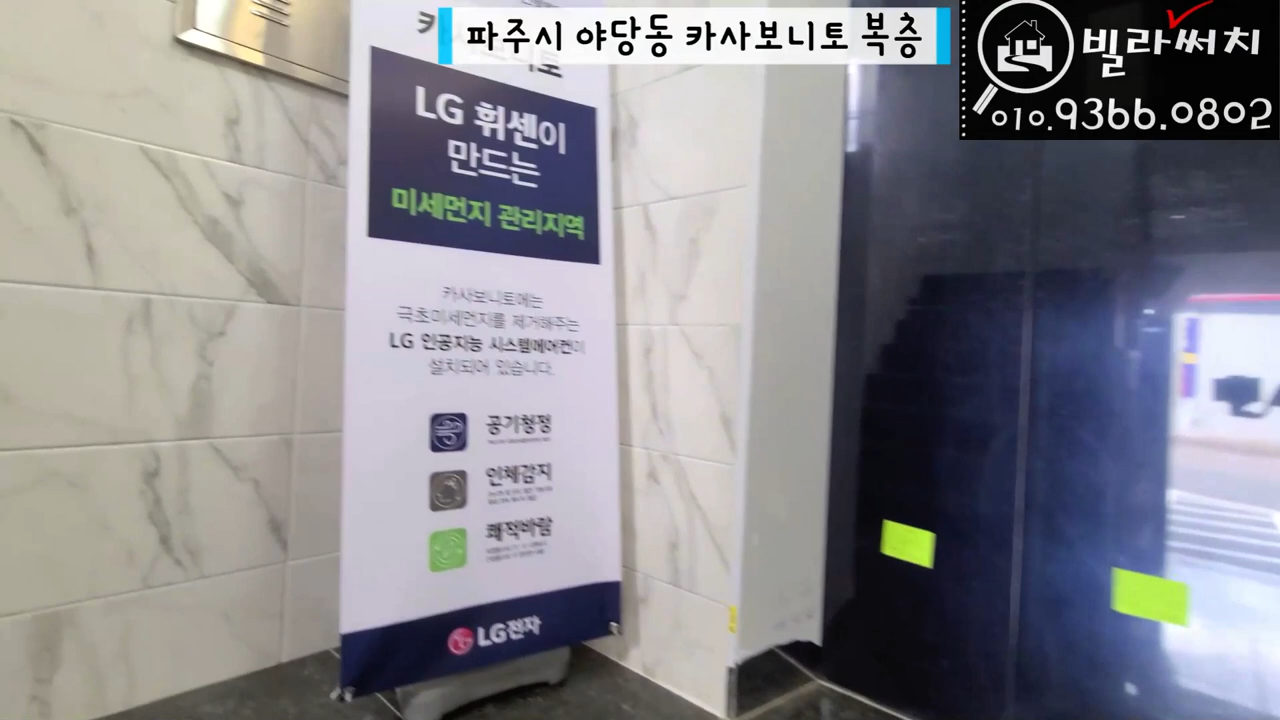 파주시 야당동 카사보니토 복층
빌라써치
010.9366.0802
LG 휘센이
만드는
미세먼지 관리지역
카사보니토에는
극초미세먼지를 제거해주는
LG 인공지능 시스템에어컨이
설치되어 있습니다.
공기청정
인체감지
쾌적바람
LG전자